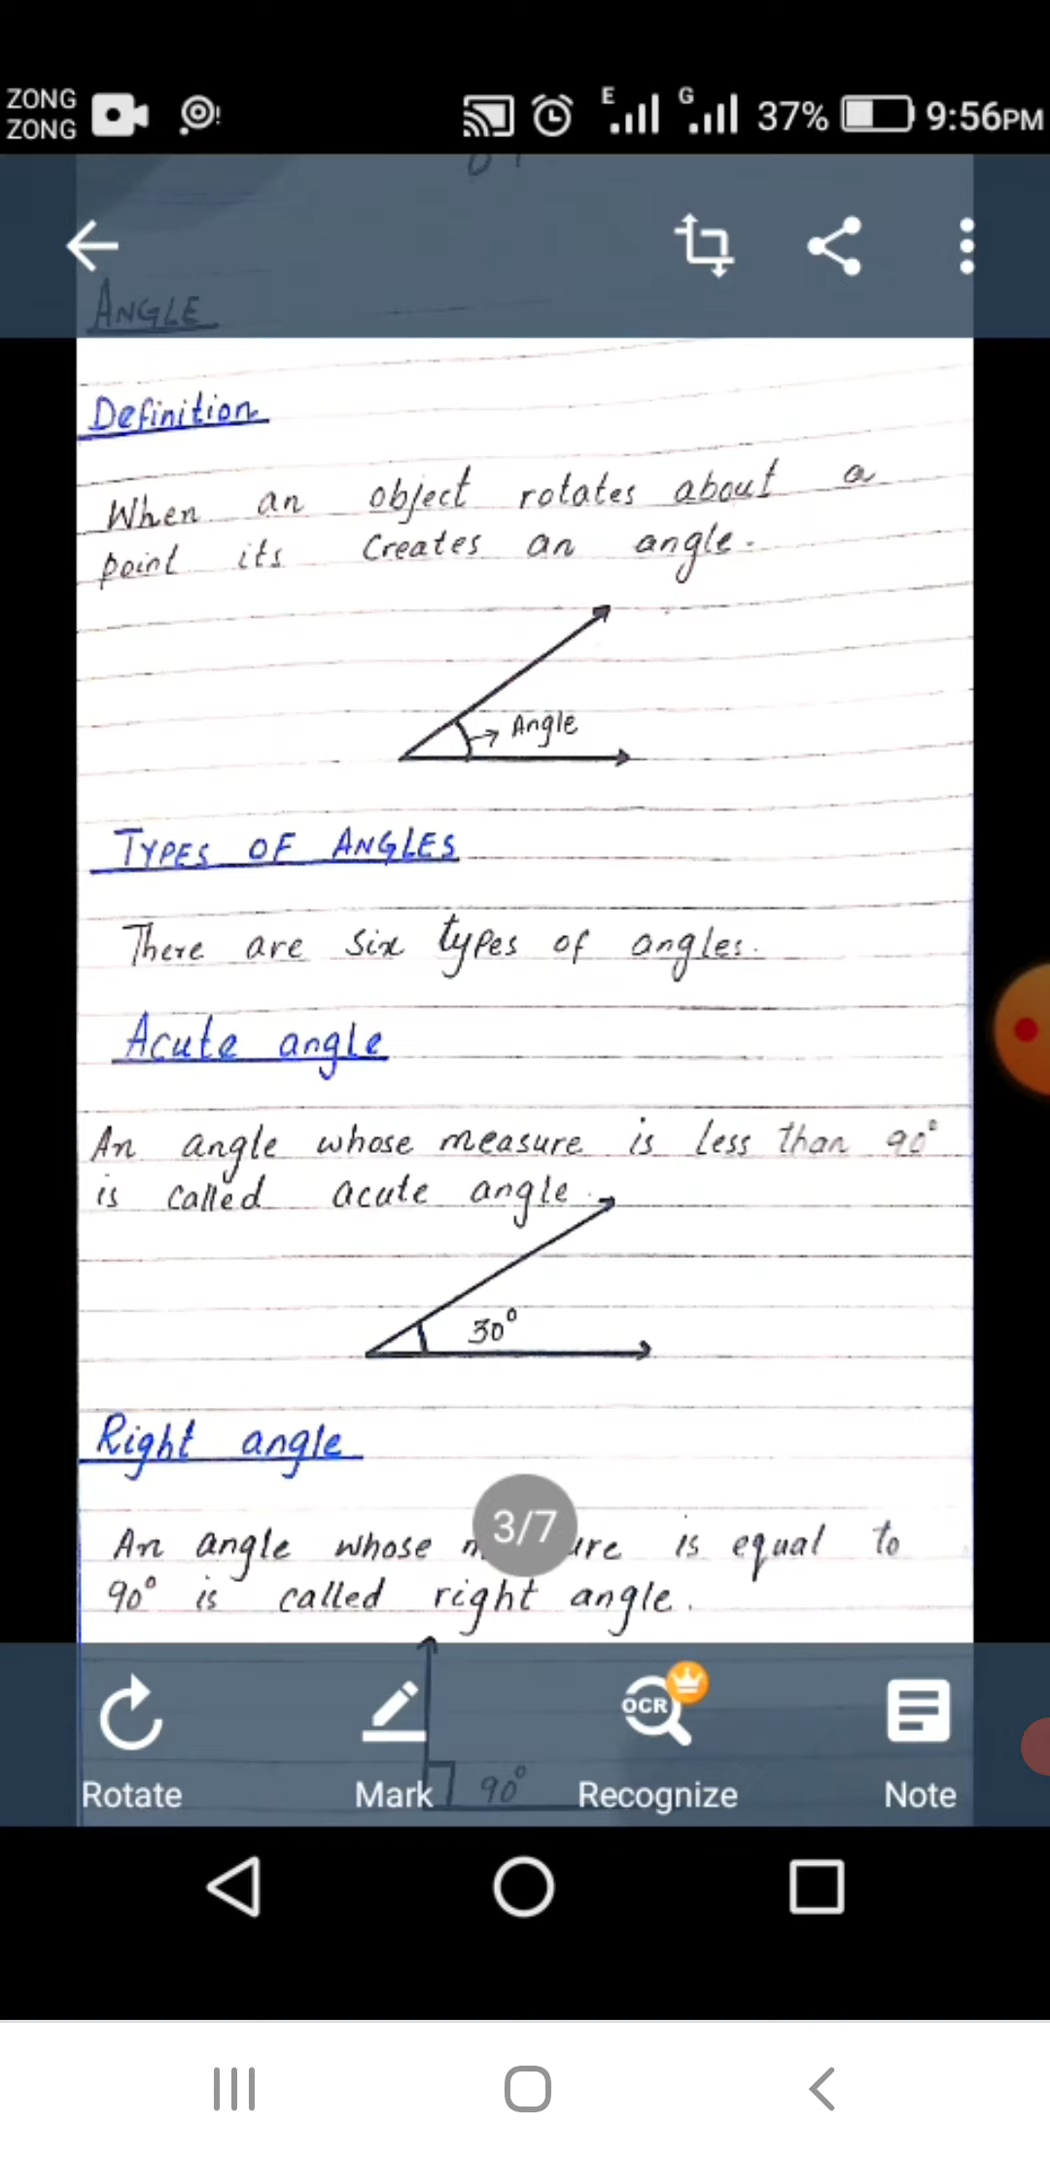 ZONG
ZONG
E G 37% 9:56PM
ANGLE
Definition
When an object rotates about a
point its creates an angle.
Angle
TYPES OF ANGLES
There are six types of angles.
Acute angle
An angle whose measure is less than 90°
is called acute angle.
30°
Right angle
3/7
An angle whose is equal to
90° is called right angle.
90°
OCR
Rotate Mark Recognize Note